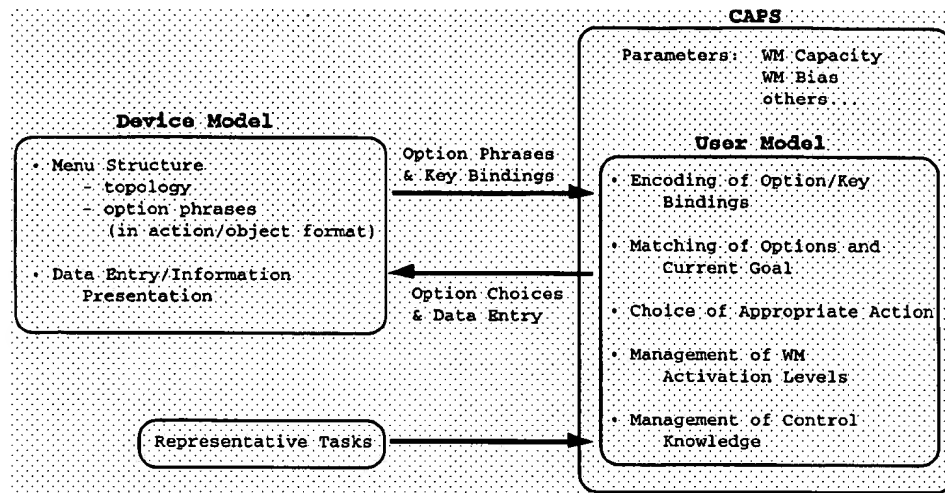 CAPS
Parameters: WM Capacity
WM Bias
others...
Device Model
• Menu Structure
- topology
- option phrases
(in action/object format)
• Data Entry/Information
Presentation
Option Phrases
& Key Bindings
Option Choices
& Data Entry
User Model
• Encoding of Option/Key
Bindings
• Matching of Options and
Current Goal
• Choice of Appropriate Action
• Management of WM
Activation Levels
• Management of Control
Knowledge
Representative Tasks